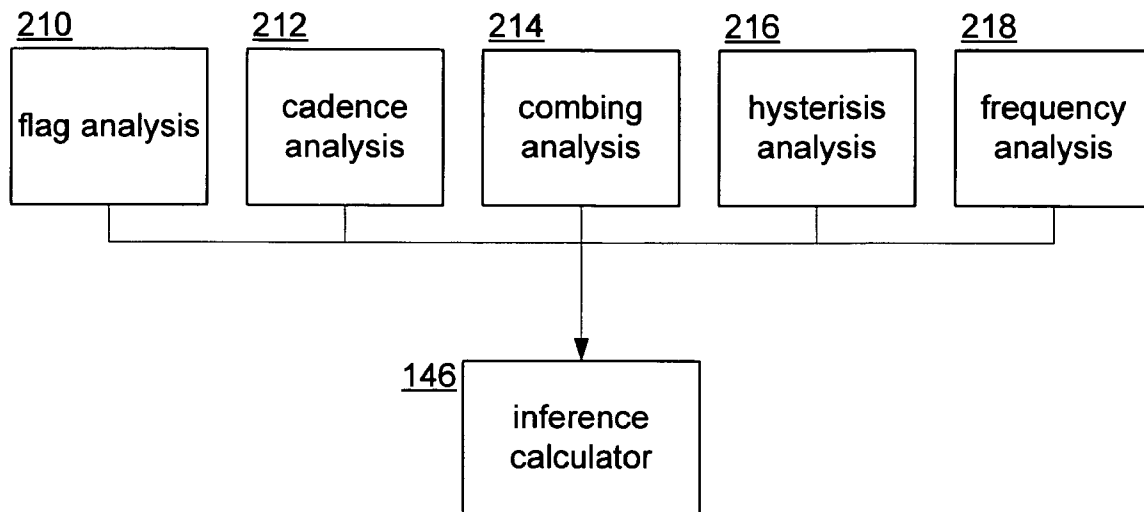 210 212 214 216 218
flag analysis
cadence
analysis
combing
analysis
hysterisis
analysis
frequency
analysis
146
inference
calculator